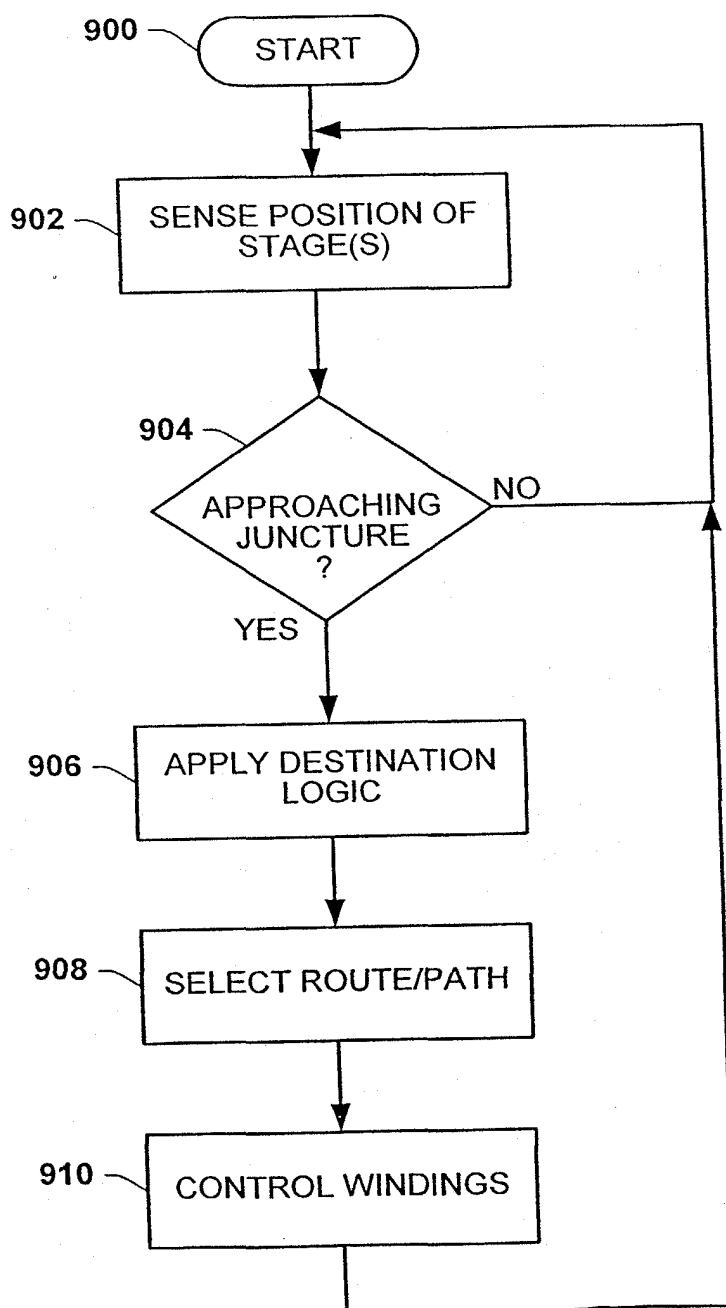 900
START
902
SENSE POSITION OF
STAGE(S)
904
APPROACHING
JUNCTURE
?
NO
YES
906
APPLY DESTINATION
LOGIC
908
SELECT ROUTE/PATH
910
CONTROL WINDINGS